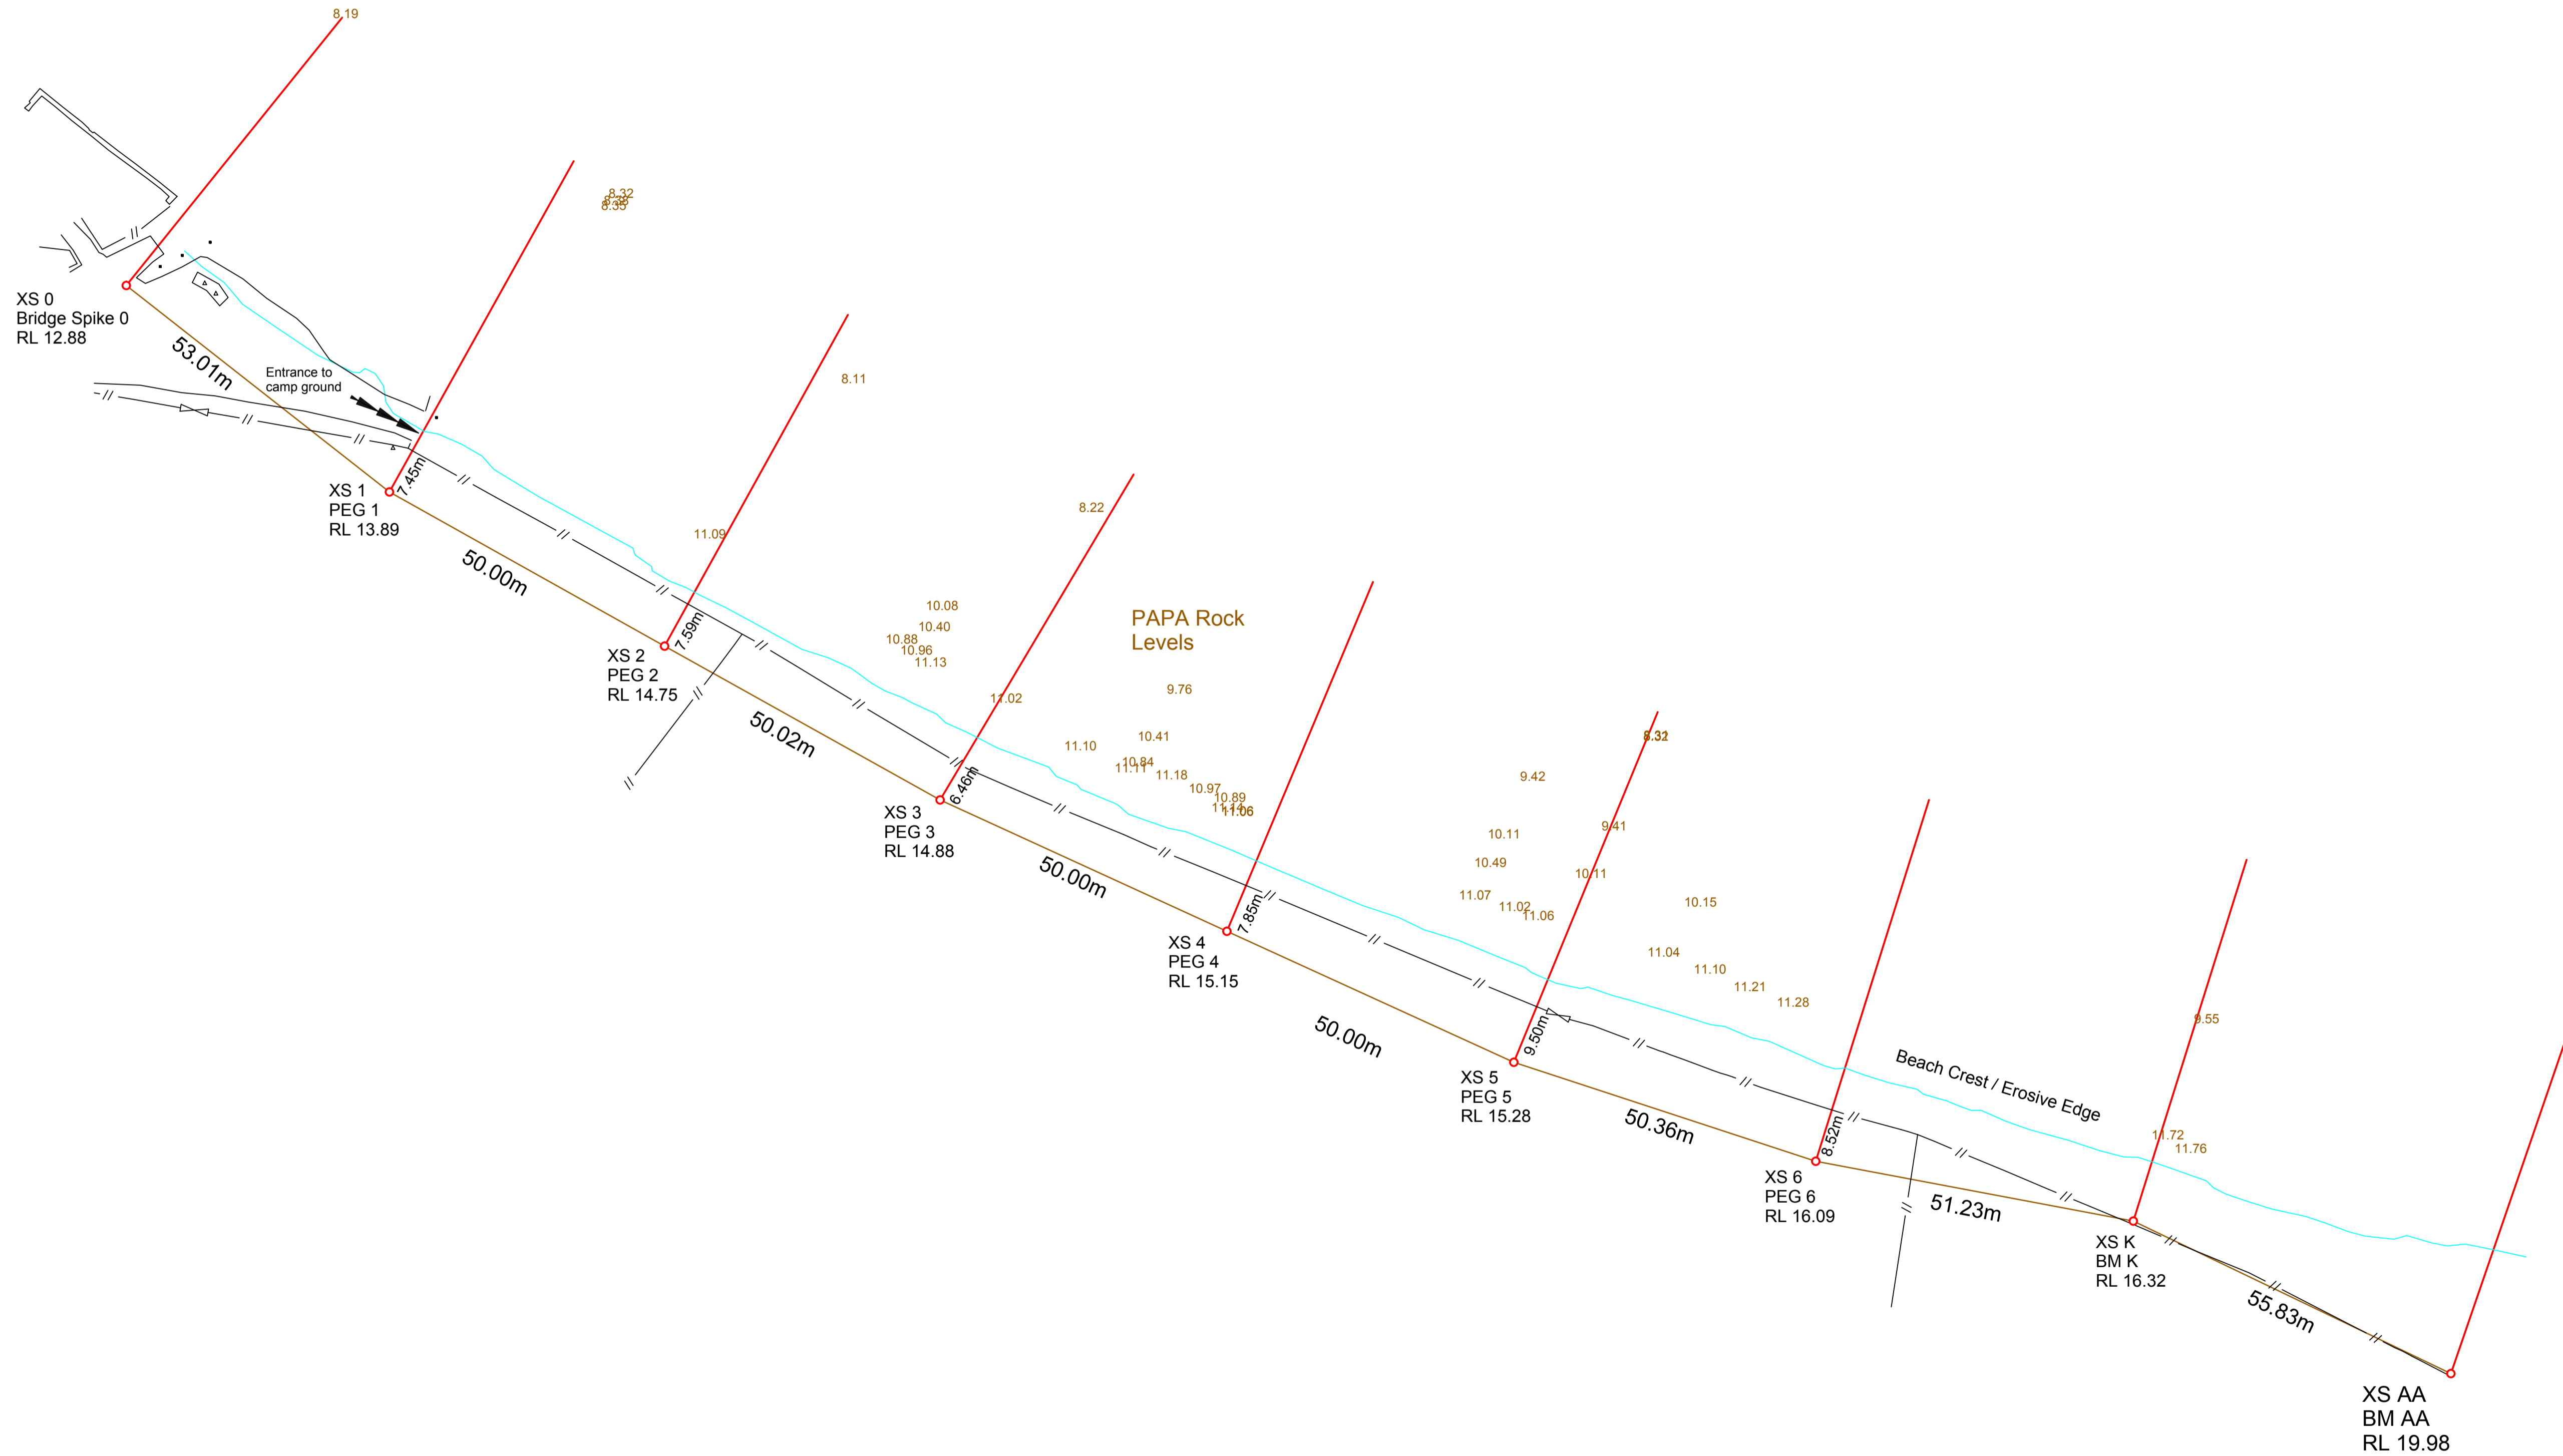 8.19
8.32
8.35
XS 0
Bridge Spike 0
RL 12.88
53.01m
Entrance to
camp ground
8.11
7.45m
XS 1
PEG 1
RL 13.89
50.00m
11.09
8.22
7.59m
XS 2
PEG 2
RL 14.75
50.02m
10.08
10.40
10.88
10.96
11.13
11.02
PAPA Rock
Levels
9.76
6.46m
XS 3
PEG 3
RL 14.88
50.00m
11.10
10.41
10.84
11.11
11.18
10.97
10.89
11.06
7.85m
XS 4
PEG 4
RL 15.15
50.00m
8.32
9.42
10.11
9.41
10.49
10.11
11.07
11.02
11.06
9.50m
XS 5
PEG 5
RL 15.28
50.36m
10.15
11.04
11.10
11.21
11.28
8.52m
XS 6
PEG 6
RL 16.09
51.23m
Beach Crest / Erosive Edge
9.55
11.72
11.76
XS K
BM K
RL 16.32
55.83m
XS AA
BM AA
RL 19.98